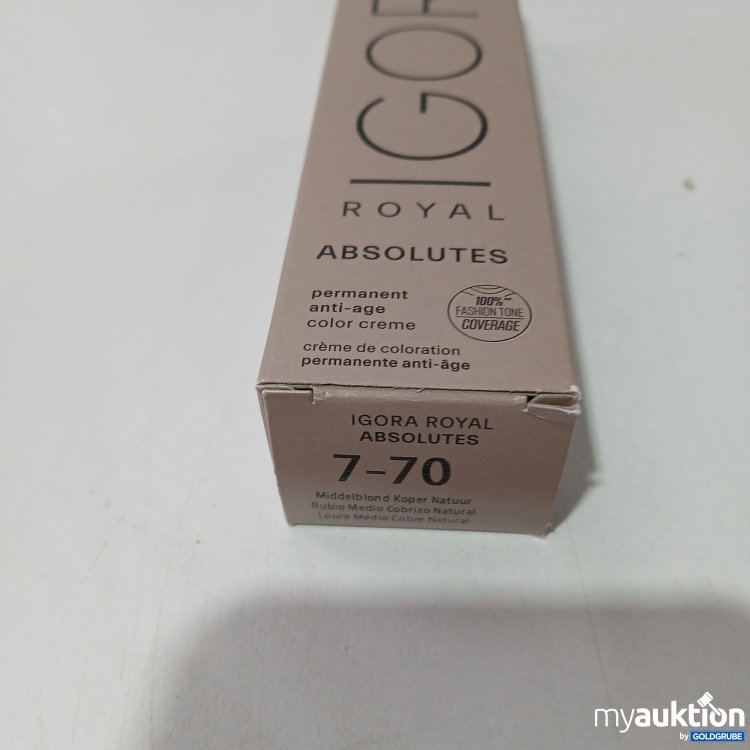 IGOR
ROYAL
ABSOLUTES
permanent
anti-age
color creme
100%**
FASHION TONE
COVERAGE
crème de coloration
permanente anti-âge
IGORA ROYAL
ABSOLUTES
7-70
Middelblond Koper Natuur
Rubio Medio Cobrizo Natural
Louro Médio Cobre Natural
myauktion
by GOLDGRUBE